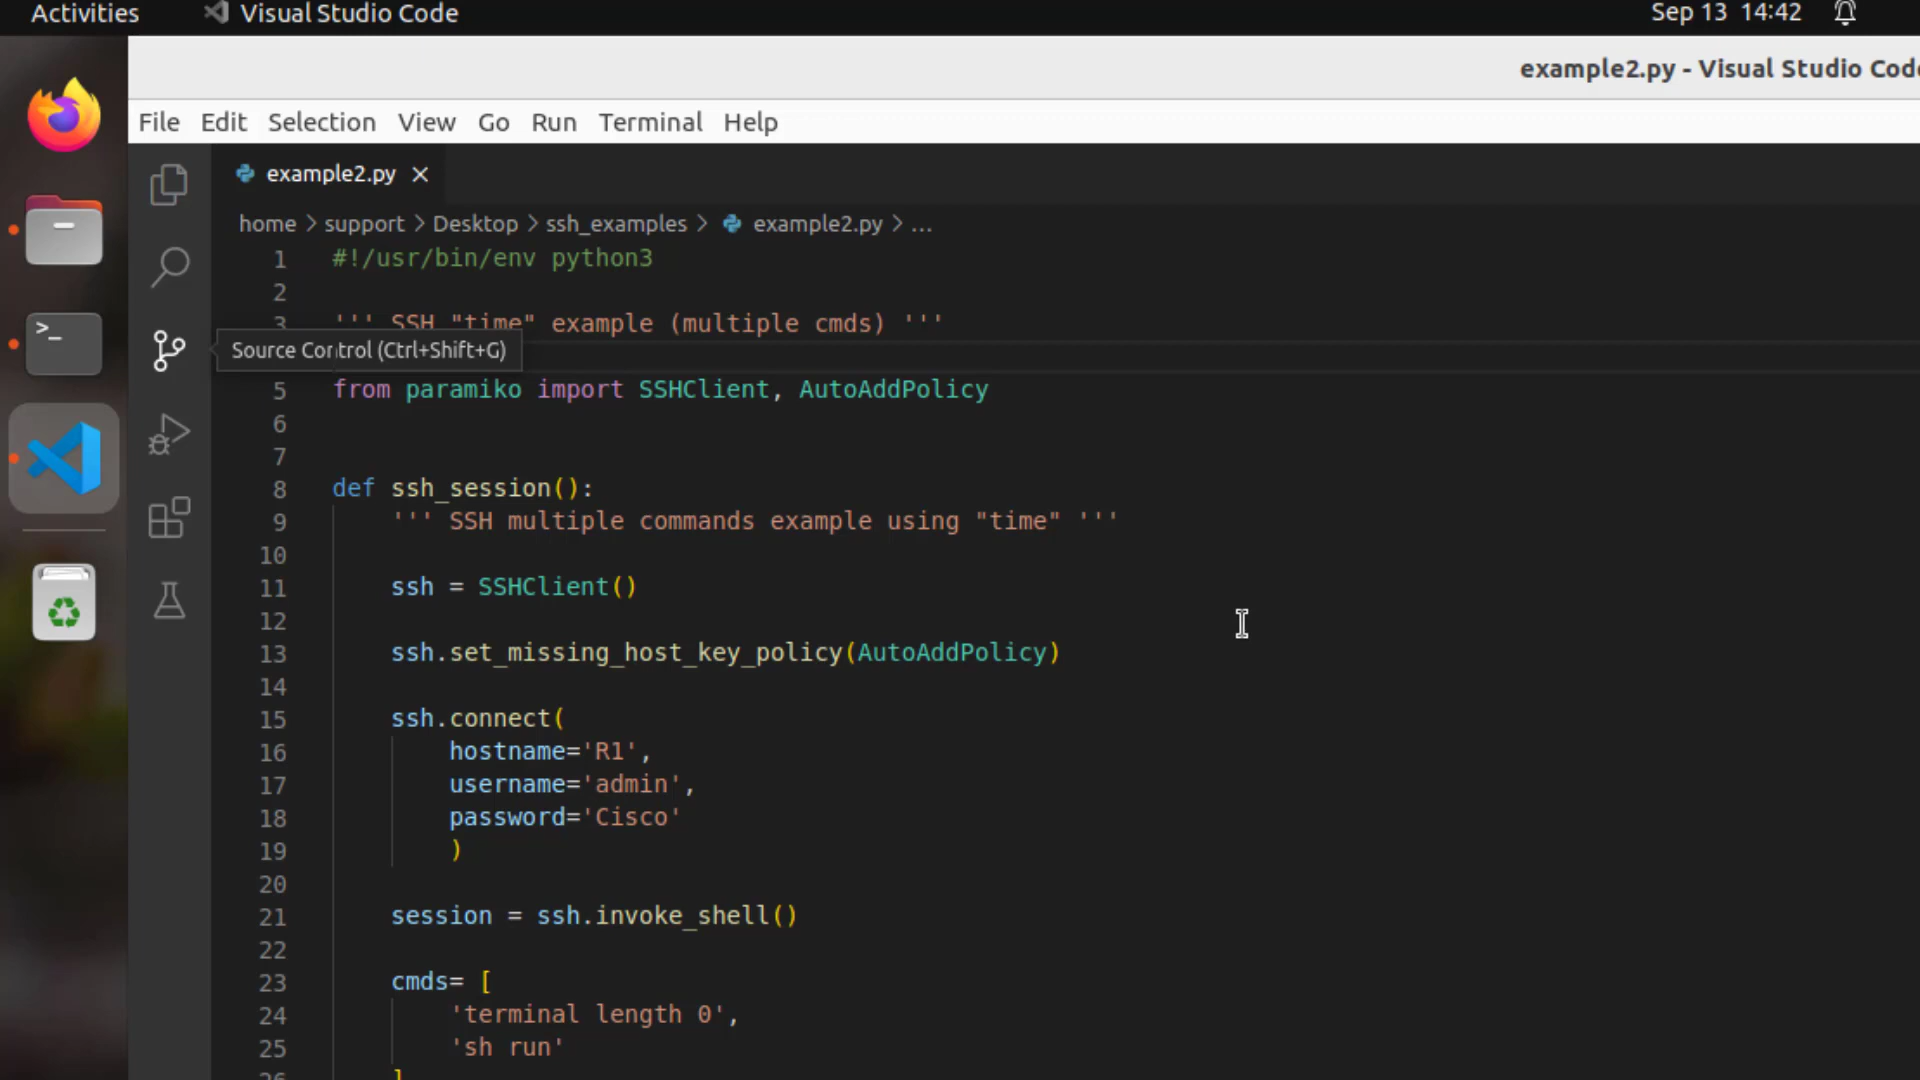 Activities
Visual Studio Code
Sep 13 14:42
example2.py - Visual Studio Code
File Edit Selection View Go Run Terminal Help
example2.py
home > support > Desktop > ssh_examples > example2.py > ...
1 #!/usr/bin/env python3
2
3 ''' SSH "time" example (multiple cmds) '''
Source Control (Ctrl+Shift+G)
5 from paramiko import SSHClient, AutoAddPolicy
6
7
8 def ssh_session():
9 ''' SSH multiple commands example using "time" '''
10
11 ssh = SSHClient()
12
13 ssh.set_missing_host_key_policy(AutoAddPolicy)
14
15 ssh.connect(
16 hostname='R1',
17 username='admin',
18 password='Cisco'
19 )
20
21 session = ssh.invoke_shell()
22
23 cmds= [
24 'terminal length 0',
25 'sh run'
26 ]